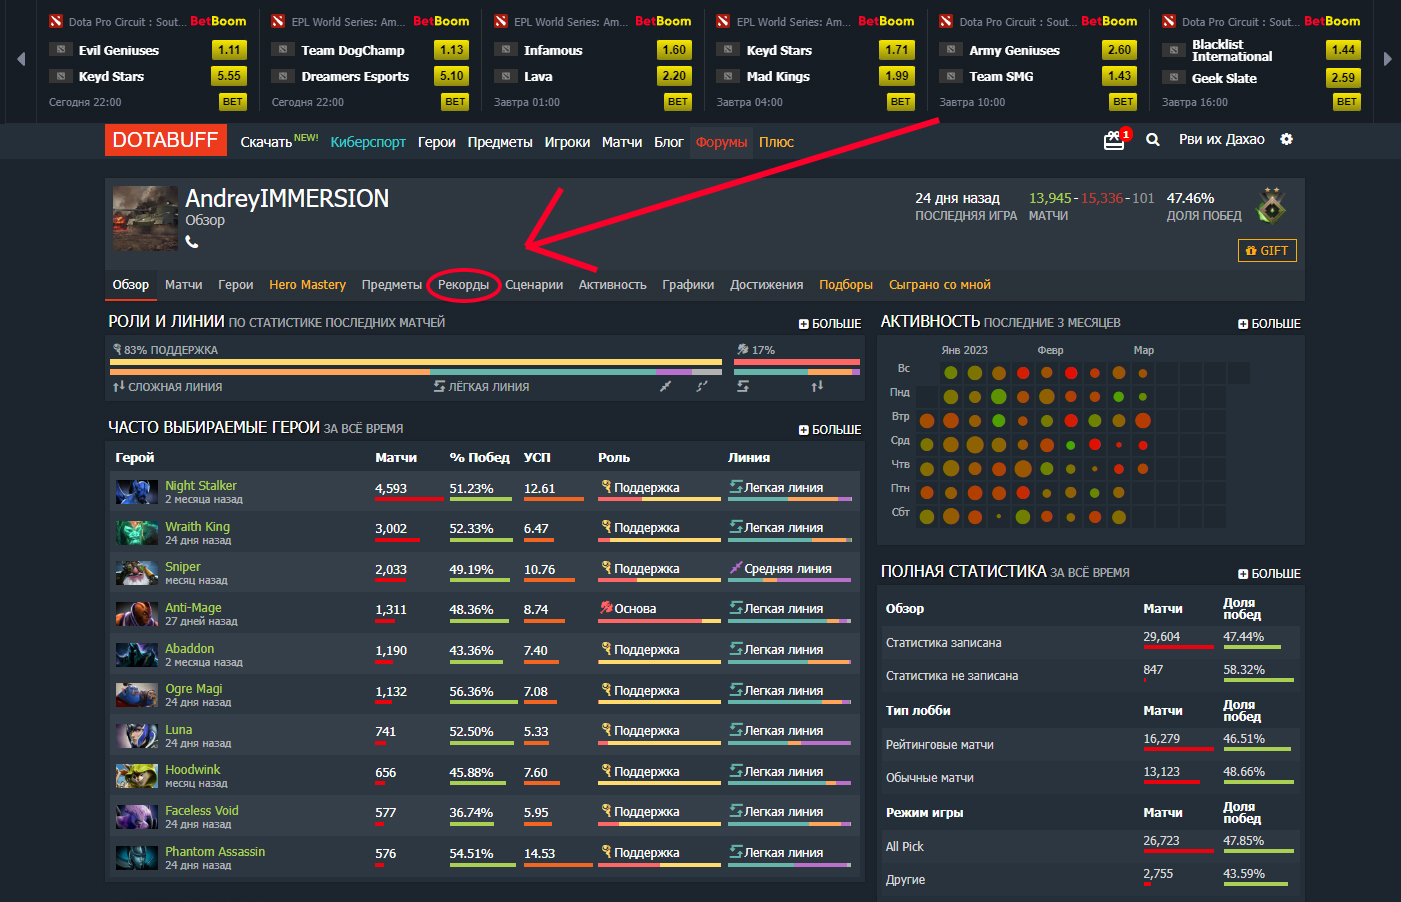 Dota Pro Circuit : Sout... BetBoom
Evil Geniuses 1.11
Keyd Stars 5.55
Сегодня 22:00 BET
EPL World Series: Am... BetBoom
Team DogChamp 1.13
Dreamers Esports 5.10
Сегодня 22:00 BET
EPL World Series: Am... BetBoom
Infamous 1.60
Lava 2.20
Завтра 01:00 BET
EPL World Series: Am... BetBoom
Keyd Stars 1.71
Mad Kings 1.99
Завтра 04:00 BET
Dota Pro Circuit : Sout... BetBoom
Army Geniuses 2.60
Team SMG 1.43
Завтра 10:00 BET
Dota Pro Circuit : Sout... BetBoom
Blacklist
International 1.44
Geek Slate 2.59
Завтра 16:00 BET
DOTABUFF Скачать NEW! Киберспорт Герои Предметы Игроки Матчи Блог Форумы Плюс 1 Рви их Дахао
AndreyIMMERSION
Обзор
24 дня назад 13,945-15,336-101 47.46%
ПОСЛЕДНЯЯ ИГРА МАТЧИ ДОЛЯ ПОБЕД
GIFT
Обзор Матчи Герои Hero Mastery Предметы Рекорды Сценарии Активность Графики Достижения Подборы Сыграно со мной
РОЛИ И ЛИНИИ ПО СТАТИСТИКЕ ПОСЛЕДНИХ МАТЧЕЙ БОЛЬШЕ
83% ПОДДЕРЖКА 17%
СЛОЖНАЯ ЛИНИЯ ЛЁГКАЯ ЛИНИЯ
ЧАСТО ВЫБИРАЕМЫЕ ГЕРОИ ЗА ВСЁ ВРЕМЯ БОЛЬШЕ
Герой Матчи % Побед УСП Роль Линия
Night Stalker 4,593 51.23% 12.61 Поддержка Легкая линия
2 месяца назад
Wraith King 3,002 52.33% 6.47 Поддержка Легкая линия
24 дня назад
Sniper 2,033 49.19% 10.76 Поддержка Средняя линия
месяц назад
Anti-Mage 1,311 48.36% 8.74 Основа Легкая линия
27 дней назад
Abaddon 1,190 43.36% 7.40 Поддержка Легкая линия
2 месяца назад
Ogre Magi 1,132 56.36% 7.08 Поддержка Легкая линия
24 дня назад
Luna 741 52.50% 5.33 Поддержка Легкая линия
24 дня назад
Hoodwink 656 45.88% 7.60 Поддержка Легкая линия
месяц назад
Faceless Void 577 36.74% 5.95 Поддержка Легкая линия
24 дня назад
Phantom Assassin 576 54.51% 14.53 Поддержка Легкая линия
24 дня назад
АКТИВНОСТЬ ПОСЛЕДНИЕ 3 МЕСЯЦЕВ БОЛЬШЕ
Янв 2023 Февр Мар
Вс
Пнд
Втр
Срд
Чтв
Птн
Сбт
ПОЛНАЯ СТАТИСТИКА ЗА ВСЁ ВРЕМЯ БОЛЬШЕ
Обзор Матчи Доля
побед
Статистика записана 29,604 47.44%
Статистика не записана 847 58.32%
Тип лобби Матчи Доля
побед
Рейтинговые матчи 16,279 46.51%
Обычные матчи 13,123 48.66%
Режим игры Матчи Доля
побед
All Pick 26,723 47.85%
Другие 2,755 43.59%